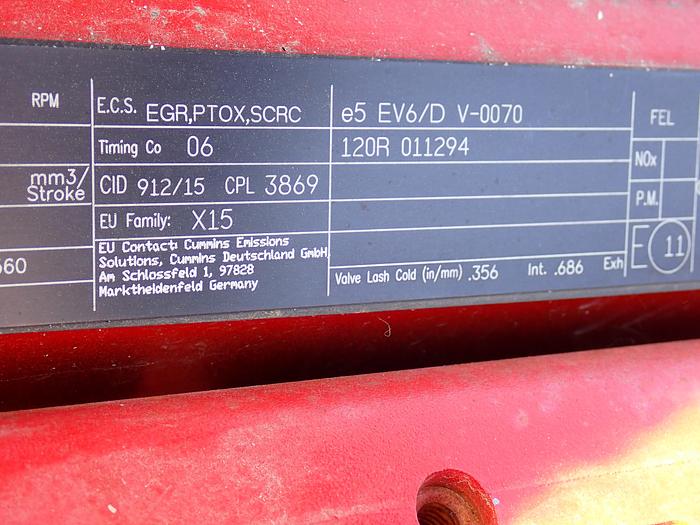 RPM
mm3/
Stroke
560
E.C.S. EGR,PTOX,SCRC
Timing Co 06
CID 912/15 CPL 3869
EU Family: X15
EU Contact: Cummins Emissions
Solutions, Cummins Deutschland GmbH
Am Schlossfeld 1, 97828
Marktheidenfeld Germany
e5 EV6/D V-0070
120R 011294
Valve Lash Cold (in/mm) .356 Int. .686 Exh
FEL
NOx
P.M.
E 11